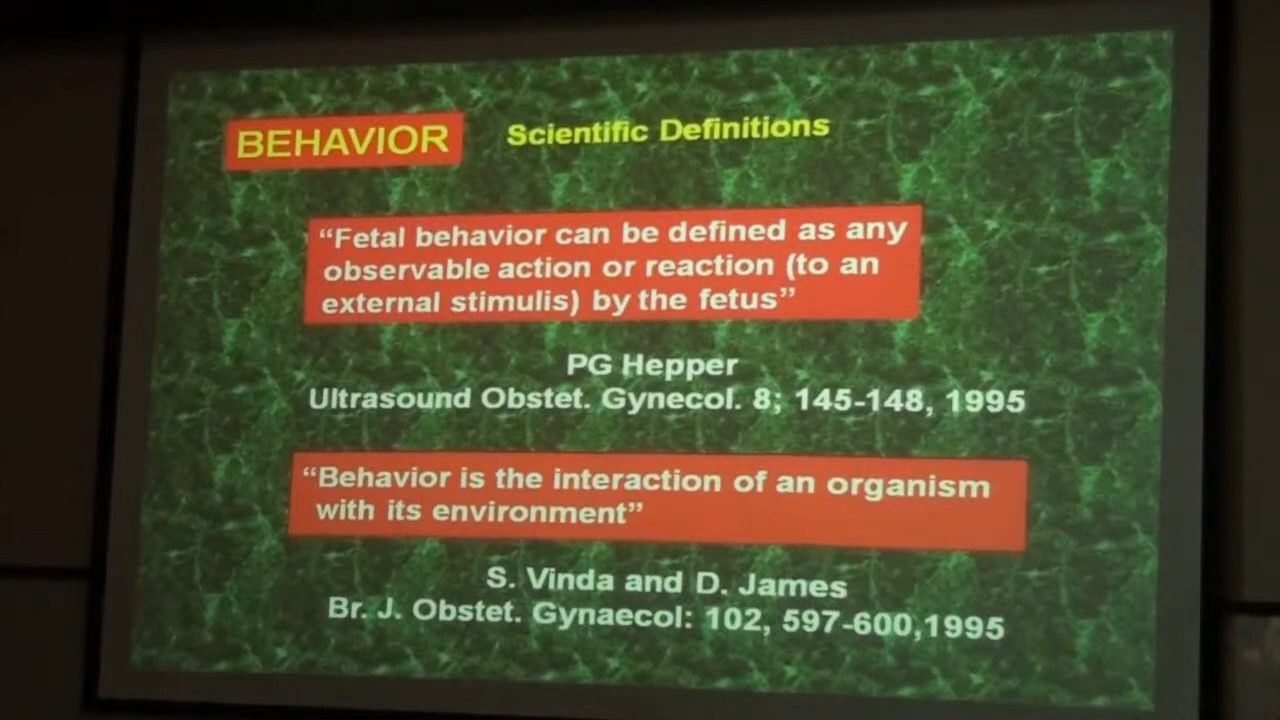 BEHAVIOR Scientific Definitions
“Fetal behavior can be defined as any
observable action or reaction (to an
external stimulis) by the fetus”
PG Hepper
Ultrasound Obstet. Gynecol. 8; 145-148, 1995
“Behavior is the interaction of an organism
with its environment”
S. Vinda and D. James
Br. J. Obstet. Gynaecol: 102, 597-600,1995